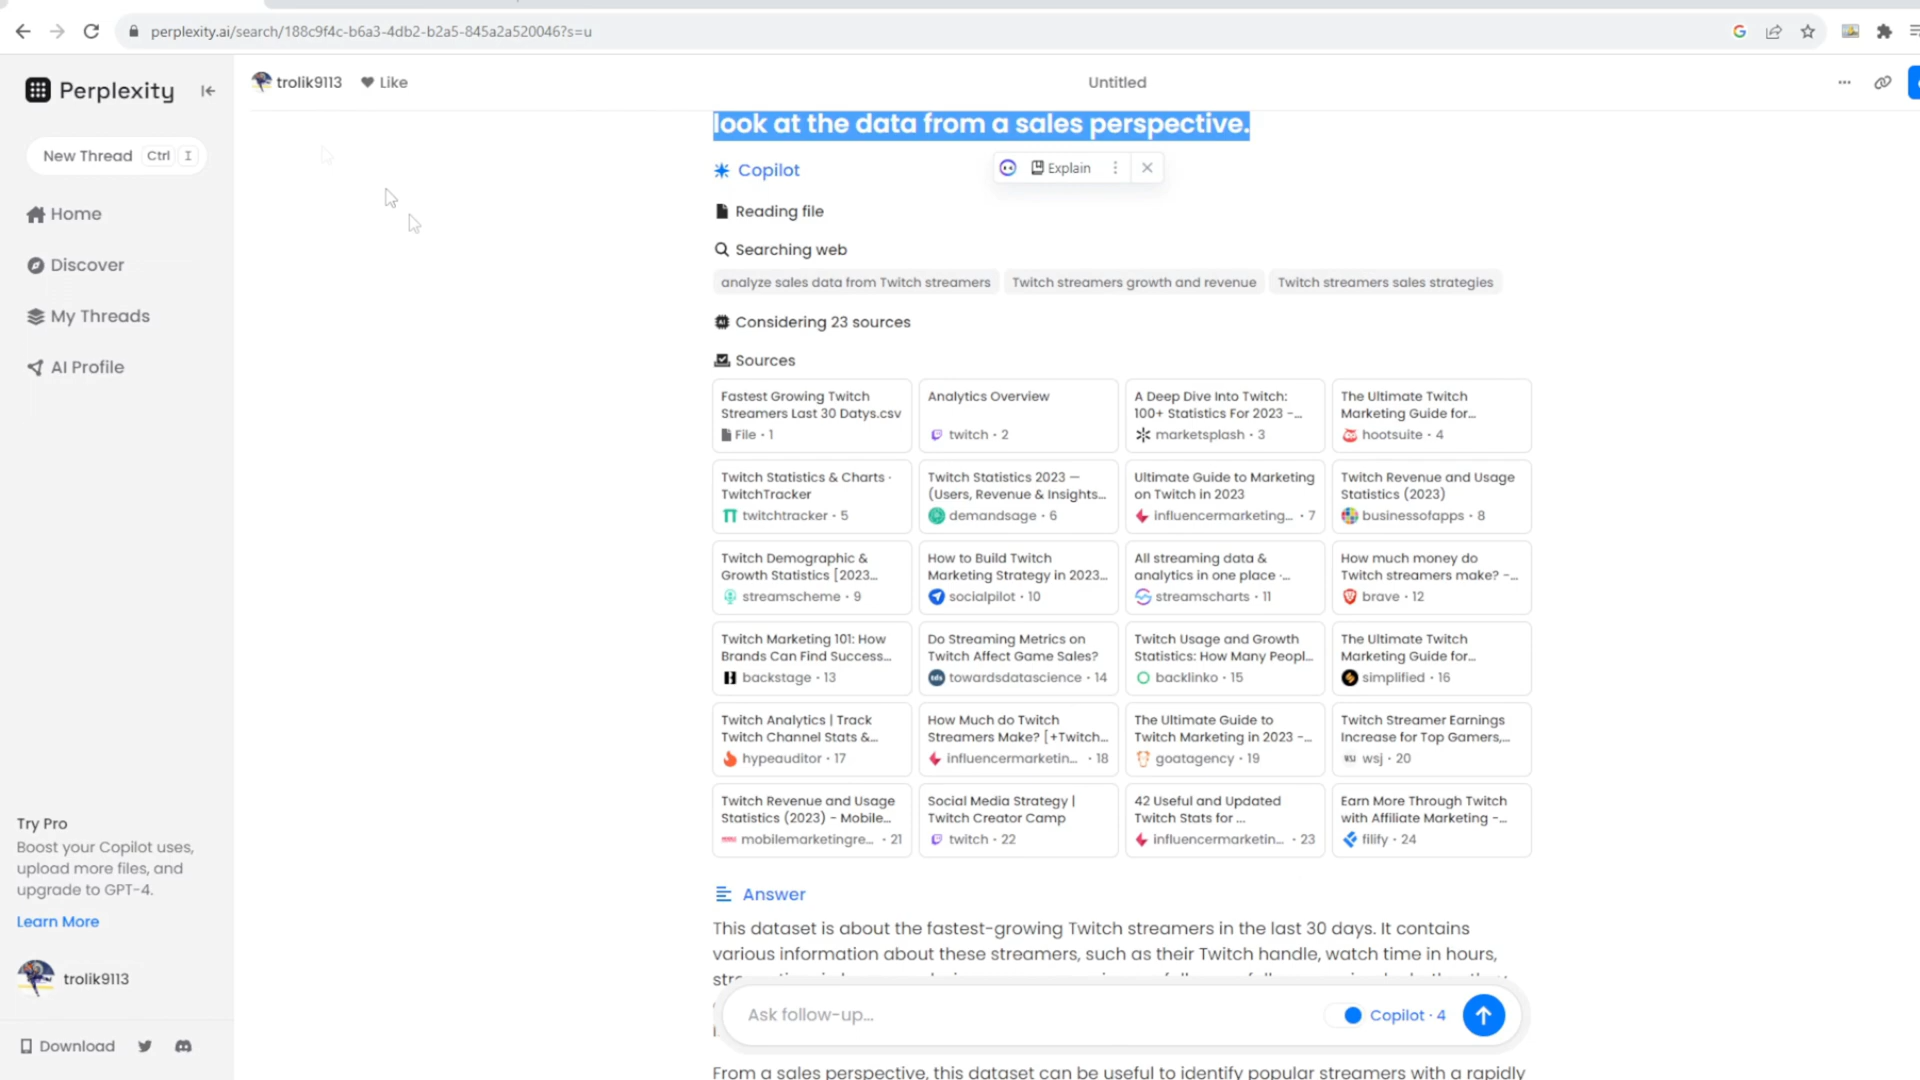 perplexity.ai/search/188c9f4c-b6a3-4db2-b2a5-845a2a520046?s=u
Perplexity
trolik9113
Like
Untitled
New Thread Ctrl I
Home
Discover
My Threads
AI Profile
Try Pro
Boost your Copilot uses,
upload more files, and
upgrade to GPT-4.
Learn More
trolik9113
Download
look at the data from a sales perspective.
Copilot
Explain
Reading file
Searching web
analyze sales data from Twitch streamers
Twitch streamers growth and revenue
Twitch streamers sales strategies
Considering 23 sources
Sources
Fastest Growing Twitch
Streamers Last 30 Datys.csv
File · 1
Analytics Overview
twitch · 2
A Deep Dive Into Twitch:
100+ Statistics For 2023 -...
marketsplash · 3
The Ultimate Twitch
Marketing Guide for...
hootsuite · 4
Twitch Statistics & Charts ·
TwitchTracker
twitchtracker · 5
Twitch Statistics 2023 —
(Users, Revenue & Insights...
demandsage · 6
Ultimate Guide to Marketing
on Twitch in 2023
influencermarketing... · 7
Twitch Revenue and Usage
Statistics (2023)
businessofapps · 8
Twitch Demographic &
Growth Statistics [2023...
streamscheme · 9
How to Build Twitch
Marketing Strategy in 2023...
socialpilot · 10
All streaming data &
analytics in one place ·...
streamscharts · 11
How much money do
Twitch streamers make? -...
brave · 12
Twitch Marketing 101: How
Brands Can Find Success...
backstage · 13
Do Streaming Metrics on
Twitch Affect Game Sales?
towardsdatascience · 14
Twitch Usage and Growth
Statistics: How Many Peopl...
backlinko · 15
The Ultimate Twitch
Marketing Guide for...
simplified · 16
Twitch Analytics | Track
Twitch Channel Stats &...
hypeauditor · 17
How Much do Twitch
Streamers Make? [+Twitch...
influencermarketin... · 18
The Ultimate Guide to
Twitch Marketing in 2023 -...
goatagency · 19
Twitch Streamer Earnings
Increase for Top Gamers,...
wsj · 20
Twitch Revenue and Usage
Statistics (2023) - Mobile...
mobilemarketingre... · 21
Social Media Strategy |
Twitch Creator Camp
twitch · 22
42 Useful and Updated
Twitch Stats for ...
influencermarketin... · 23
Earn More Through Twitch
with Affiliate Marketing -...
filify · 24
Answer
This dataset is about the fastest-growing Twitch streamers in the last 30 days. It contains
various information about these streamers, such as their Twitch handle, watch time in hours,
Ask follow-up...
Copilot · 4
From a sales perspective, this dataset can be useful to identify popular streamers with a rapidly